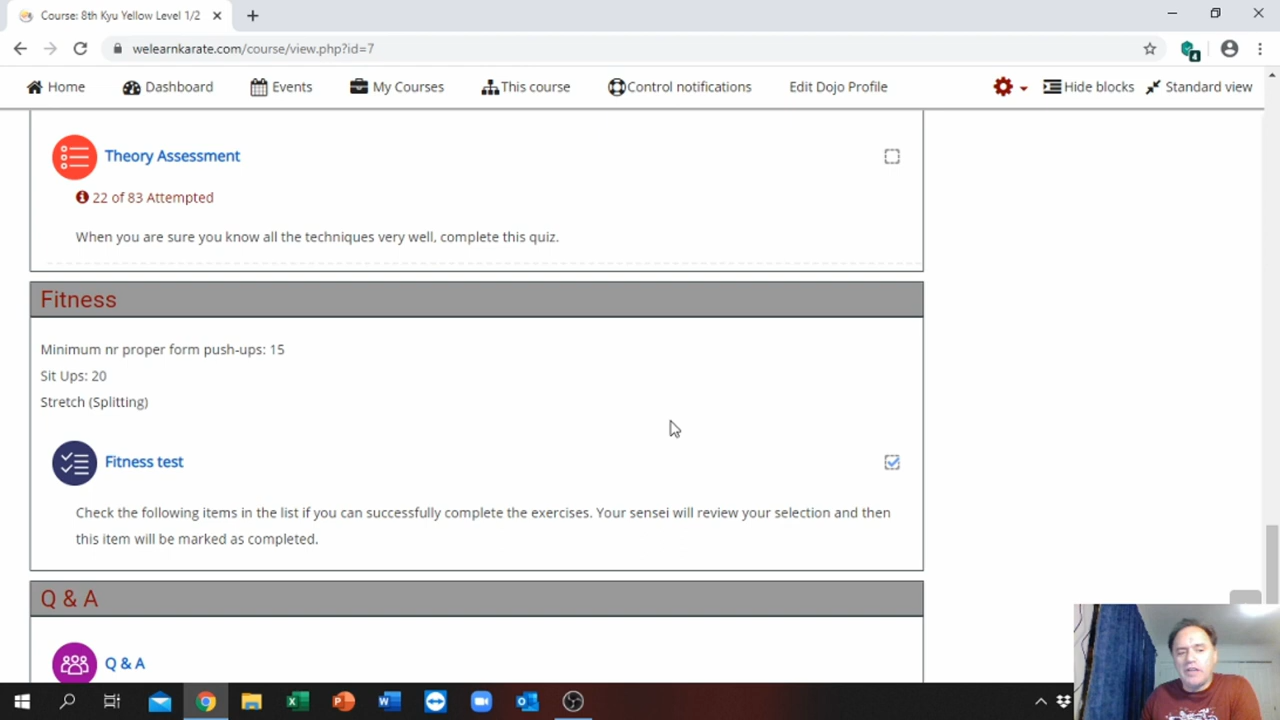 Course: 8th Kyu Yellow Level 1/2
welearnkarate.com/course/view.php?id=7
4
Home Dashboard Events My Courses This course Control notifications Edit Dojo Profile Hide blocks Standard view
Theory Assessment
22 of 83 Attempted
When you are sure you know all the techniques very well, complete this quiz.
Fitness
Minimum nr proper form push-ups: 15
Sit Ups: 20
Stretch (Splitting)
Fitness test
Check the following items in the list if you can successfully complete the exercises. Your sensei will review your selection and then
this item will be marked as completed.
Q & A
Q & A